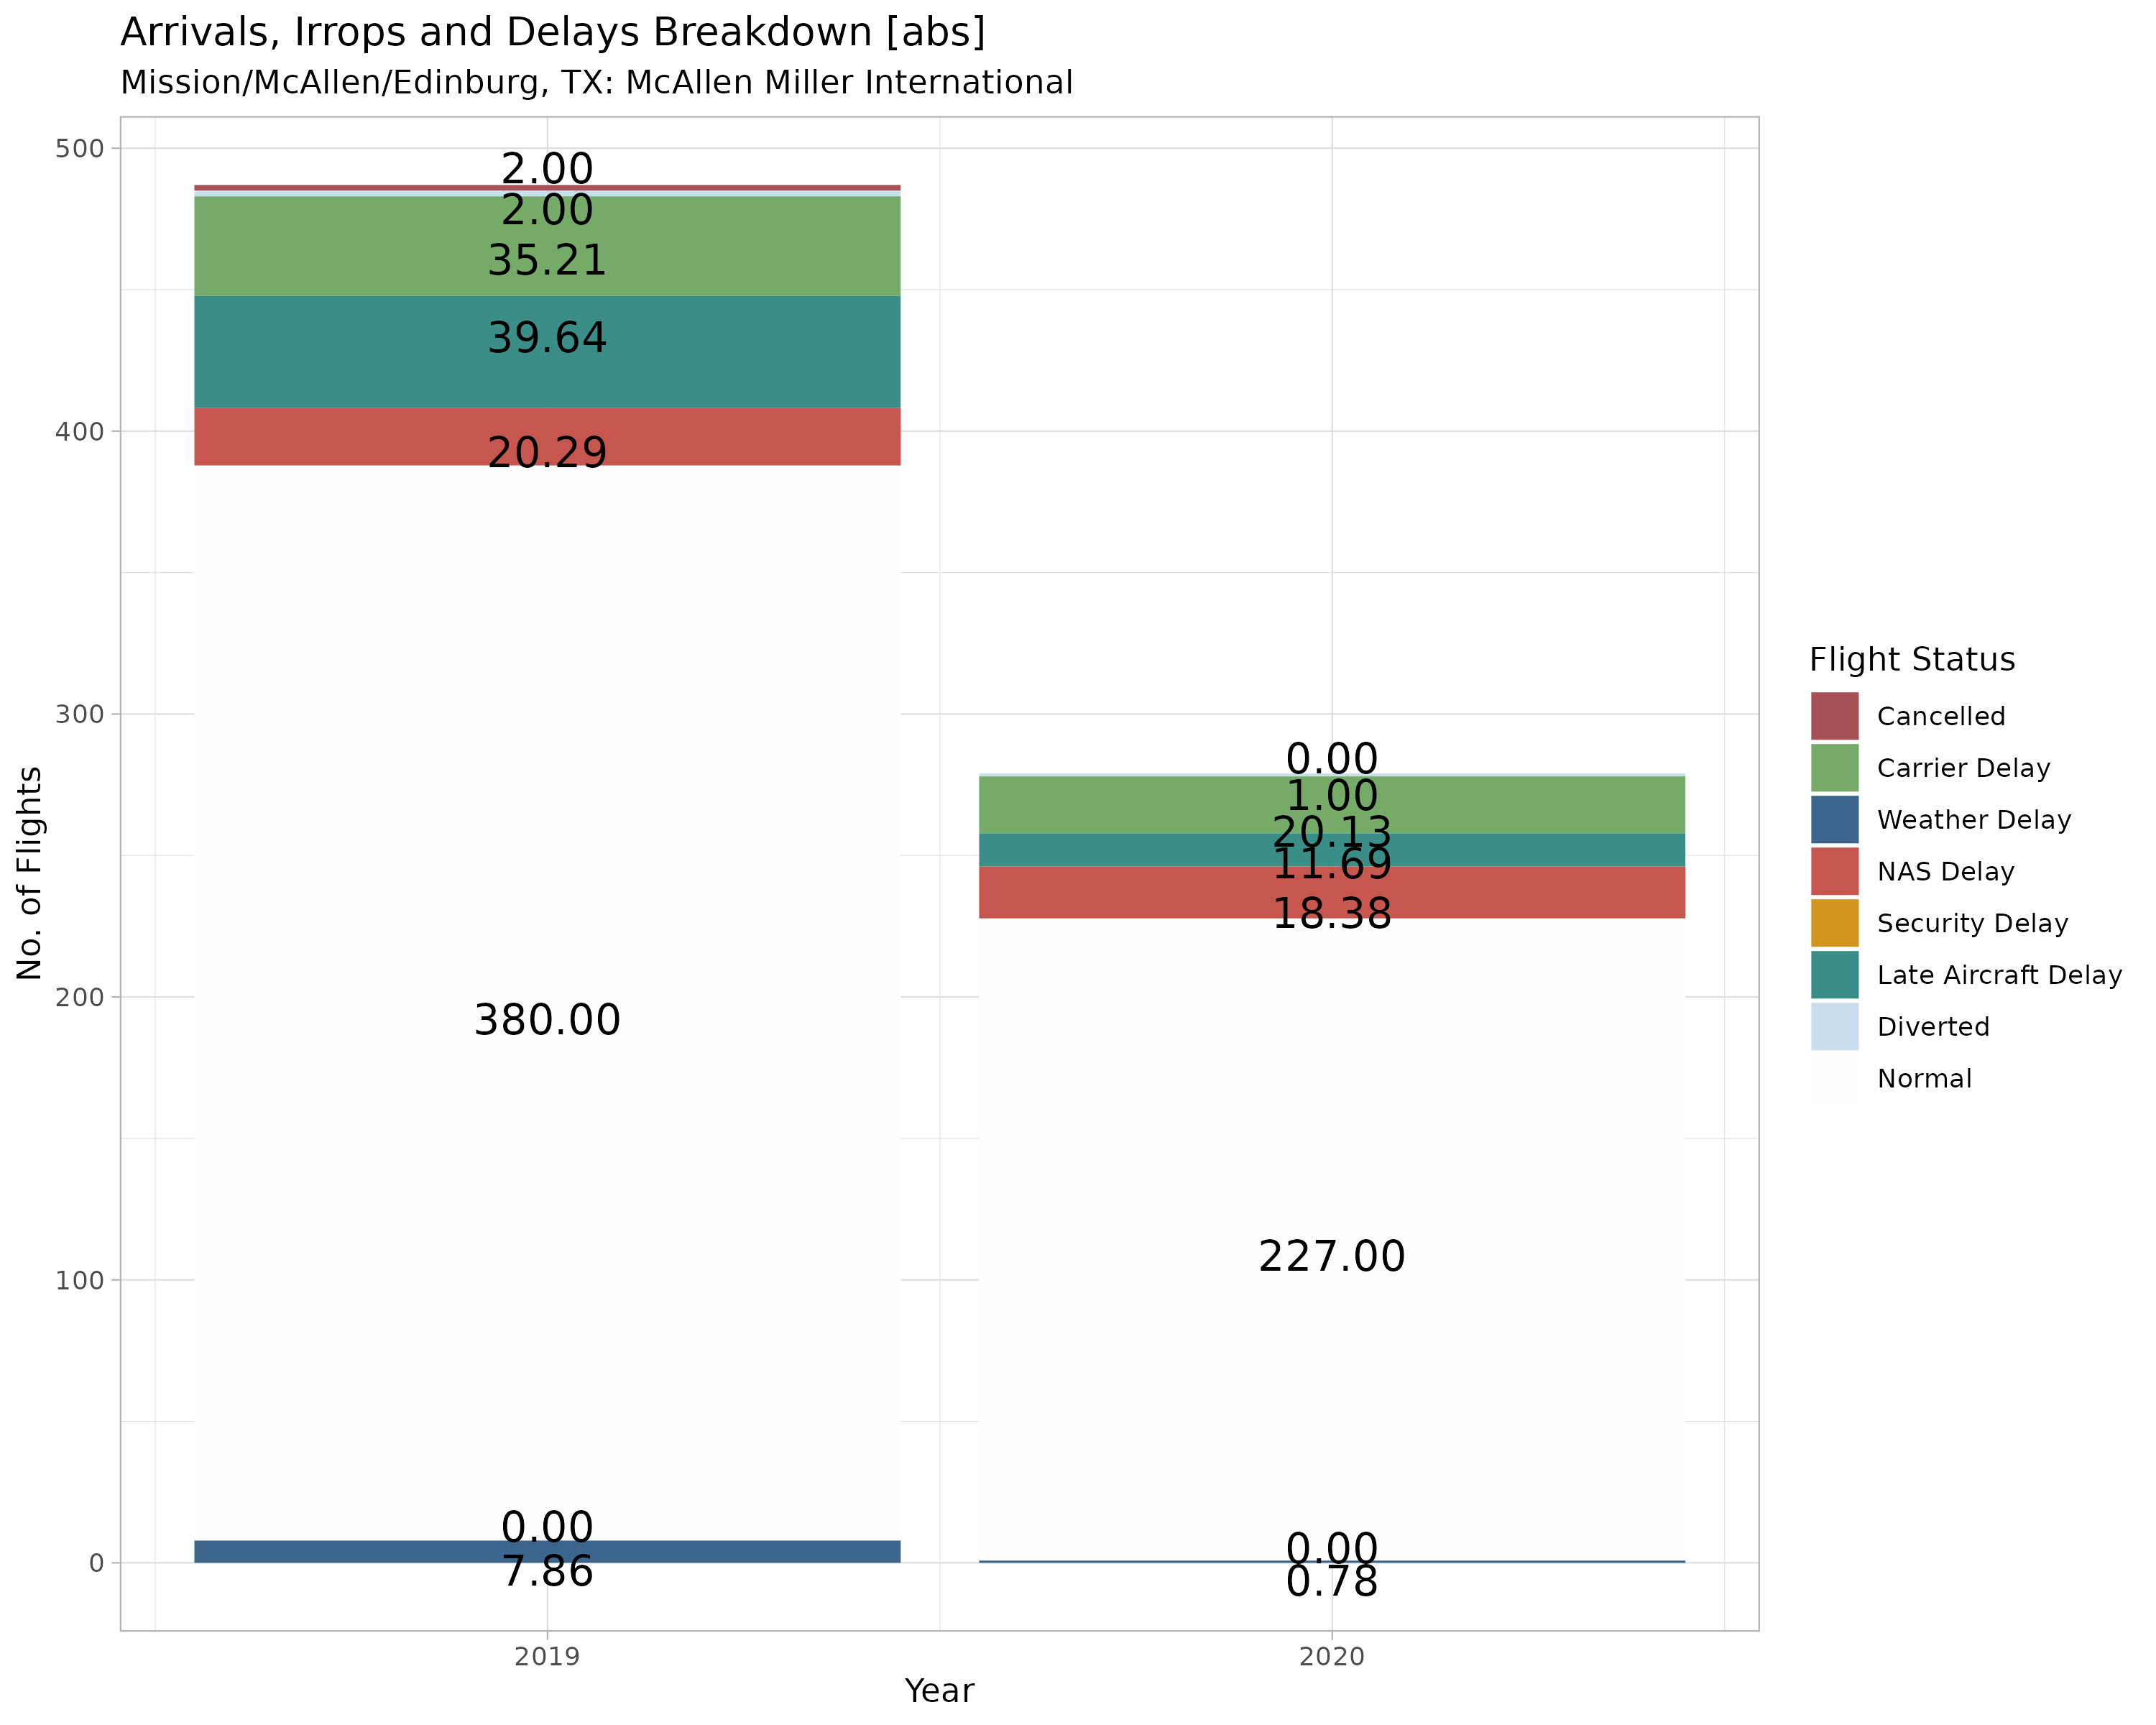 Arrivals, Irrops and Delays Breakdown [abs]
Mission/McAllen/Edinburg, TX: McAllen Miller International
No. of Flights
500
400
300
200
100
0
2.00
2.00
35.21
39.64
20.29
380.00
0.00
7.86
0.00
1.00
20.13
11.69
18.38
227.00
0.00
0.78
2019
2020
Year
Flight Status
Cancelled
Carrier Delay
Weather Delay
NAS Delay
Security Delay
Late Aircraft Delay
Diverted
Normal